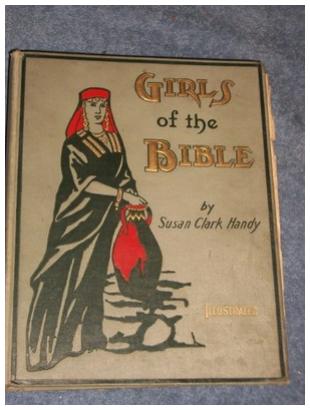 GIRLS
of the
BIBLE
by
Susan Clark Handy
ILLUSTRATED